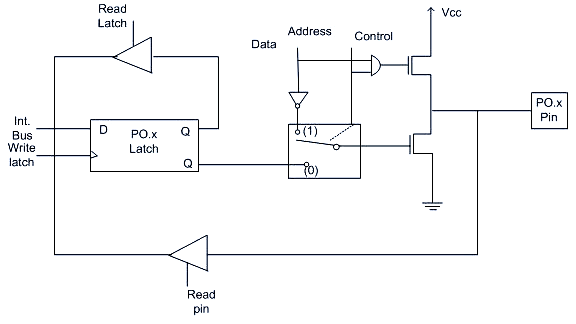 Read
Latch
Address
Data
Control
Vcc
Int.
Bus
Write
latch
D
PO.x
Latch
Q
Q
(1)
(0)
PO.x
Pin
Read
pin